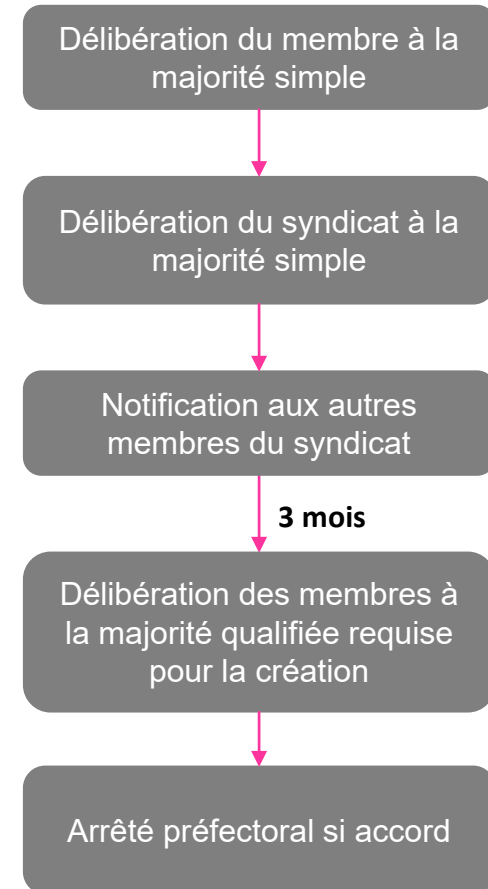 Délibération du membre à la
majorité simple
Délibération du syndicat à la
majorité simple
Notification aux autres
membres du syndicat
3 mois
Délibération des membres à
la majorité qualifiée requise
pour la création
Arrêté préfectoral si accord